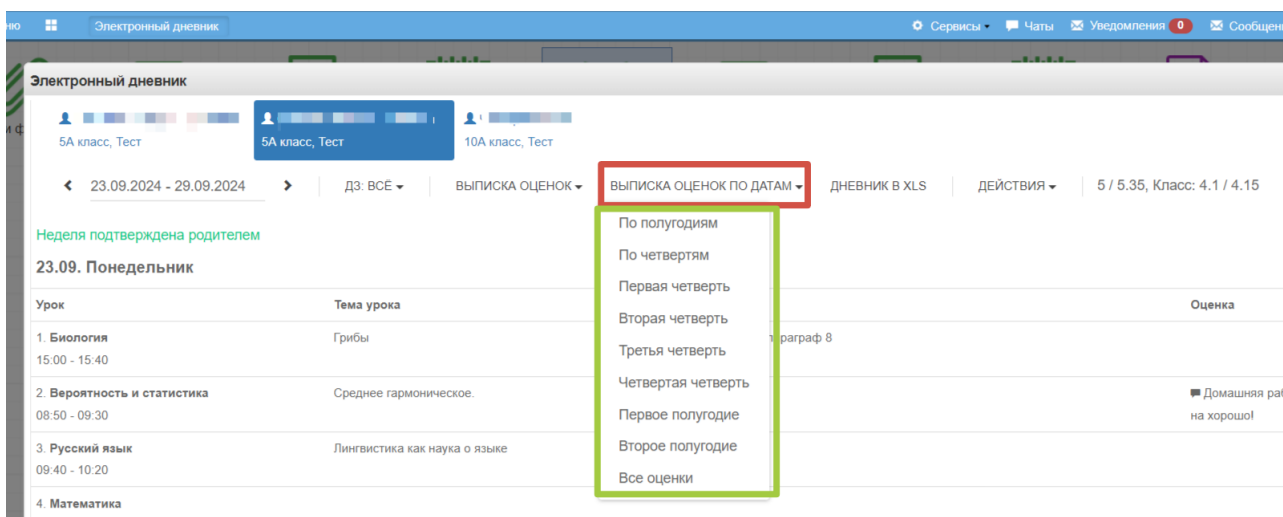 ню Электронный дневник Сервисы Чаты Уведомления 0 Сообщен
и ф
Электронный дневник
5А класс, Тест 5А класс, Тест 10А класс, Тест
23.09.2024 - 29.09.2024 ДЗ: ВСЁ ВЫПИСКА ОЦЕНОК ВЫПИСКА ОЦЕНОК ПО ДАТАМ ДНЕВНИК В XLS ДЕЙСТВИЯ 5 / 5.35, Класс: 4.1 / 4.15
По полугодиям
По четвертям
Первая четверть
Вторая четверть
Третья четверть
Четвертая четверть
Первое полугодие
Второе полугодие
Все оценки
Неделя подтверждена родителем
23.09. Понедельник
Урок Тема урока Оценка
1. Биология Грибы параграф 8
15:00 - 15:40
2. Вероятность и статистика Среднее гармоническое. Домашняя раб
08:50 - 09:30 на хорошо!
3. Русский язык Лингвистика как наука о языке
09:40 - 10:20
4. Математика